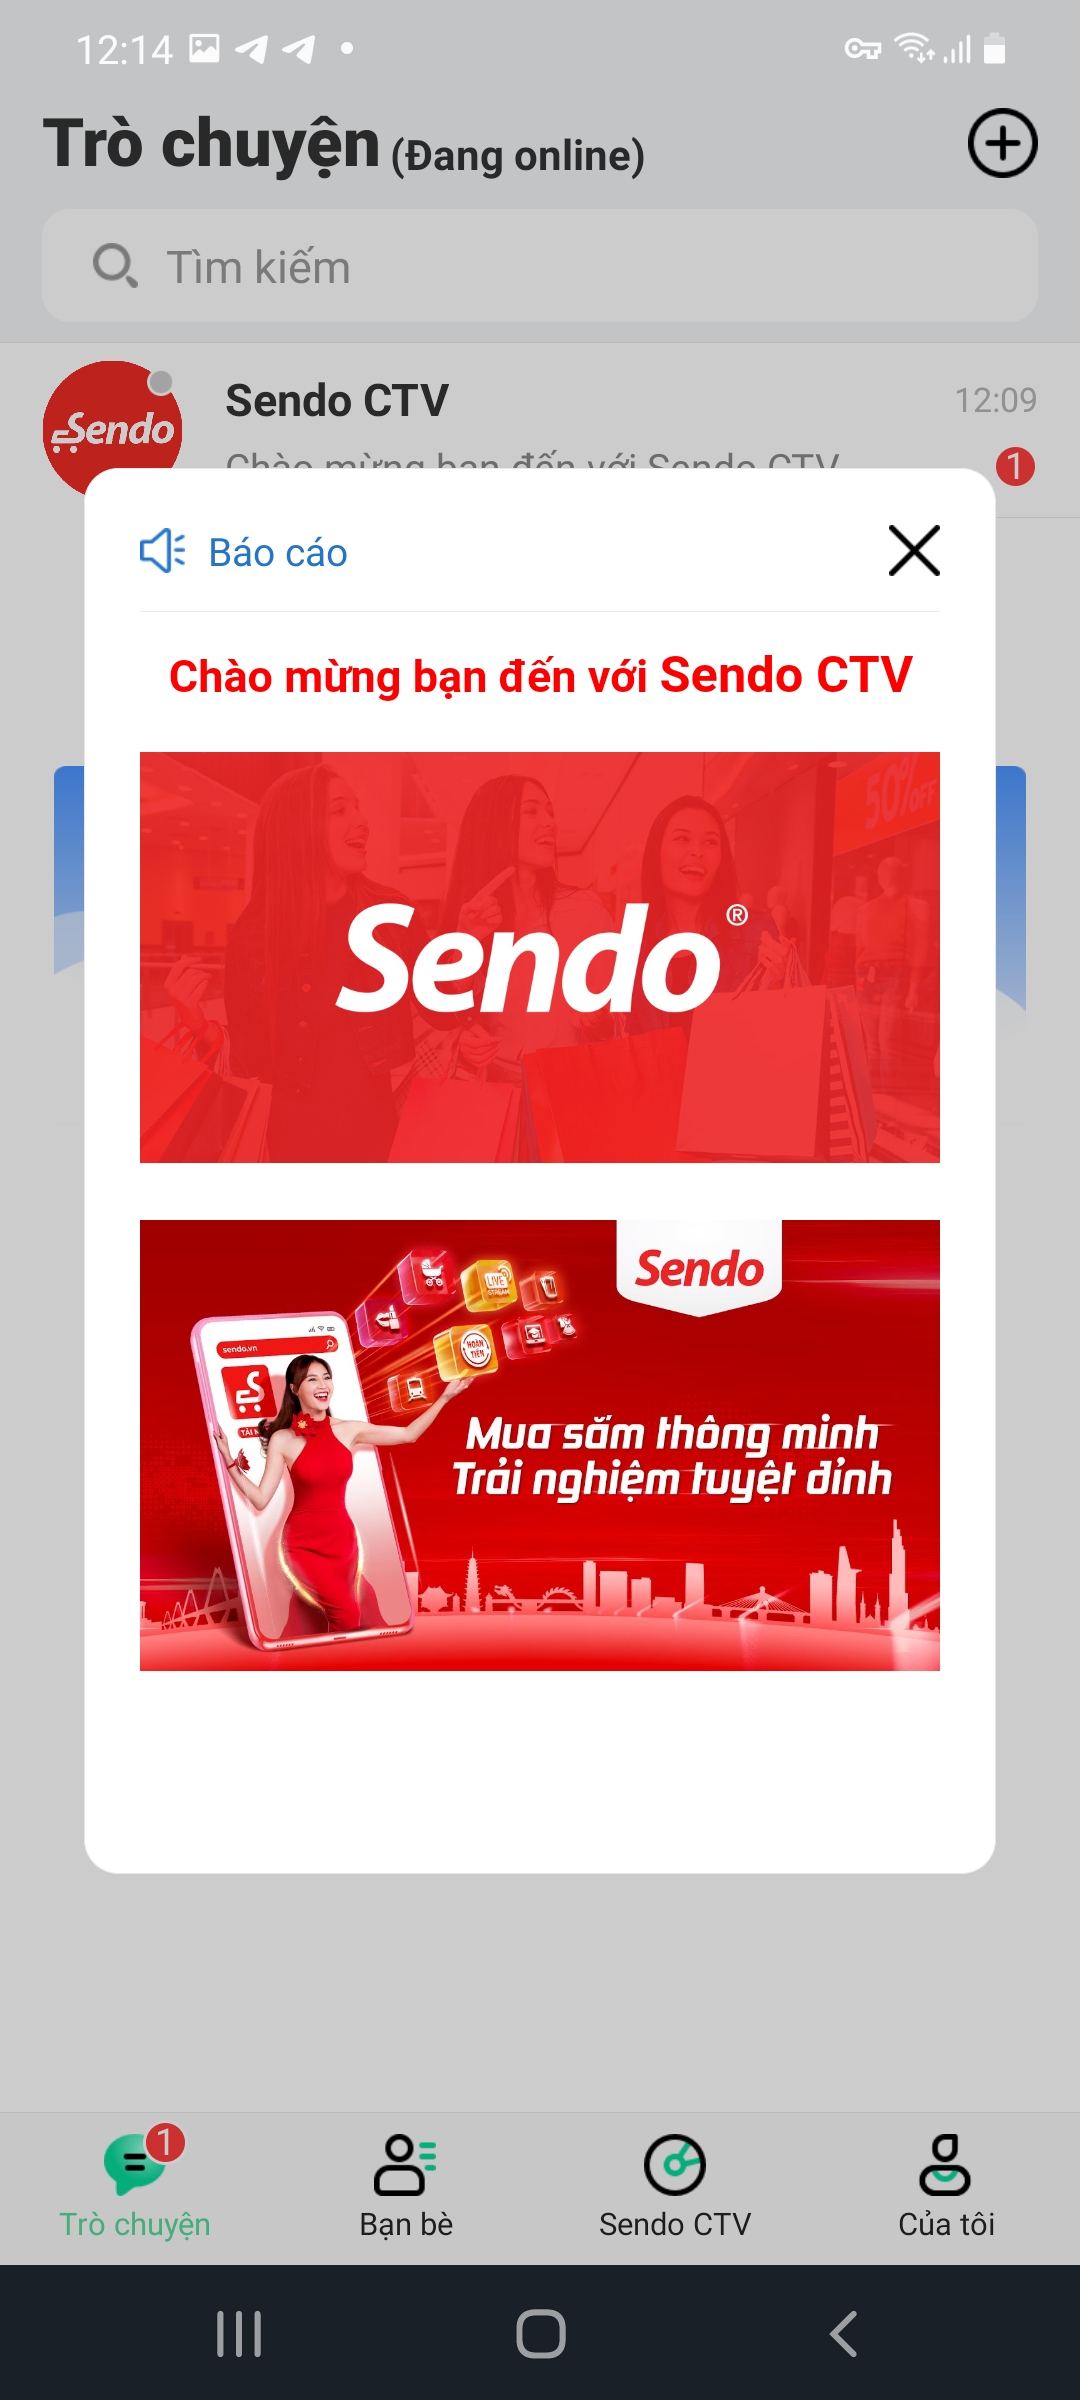 12:14
Trò chuyện (Đang online)
Tìm kiếm
Sendo
Sendo CTV
12:09
Chào mừng bạn đến với Sendo CTV
1
Báo cáo
Chào mừng bạn đến với Sendo CTV
50% OFF
Sendo®
Sendo
LIVE
STREAM
HOÀN
TIỀN
sendo.vn
Mua sắm thông minh
Trải nghiệm tuyệt đỉnh
1
Trò chuyện
Bạn bè
Sendo CTV
Của tôi